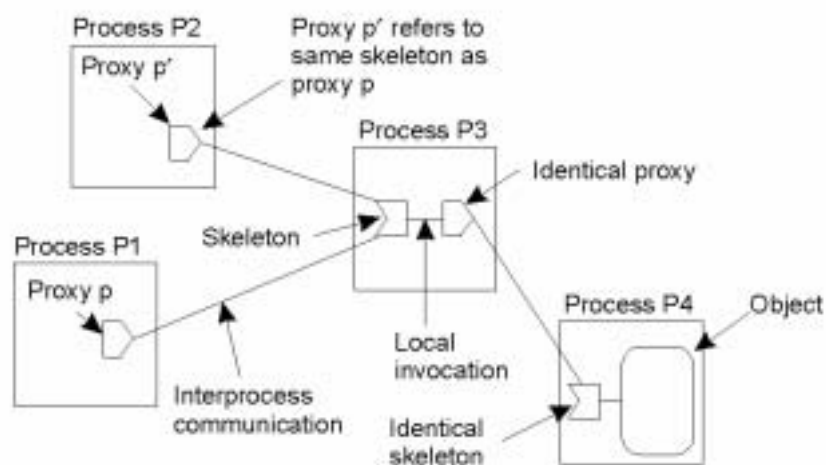 Process P2
Proxy p′
Proxy p′ refers to
same skeleton as
proxy p
Process P3
Identical proxy
Skeleton
Process P1
Proxy p
Interprocess
communication
Local
invocation
Process P4
Object
Identical
skeleton